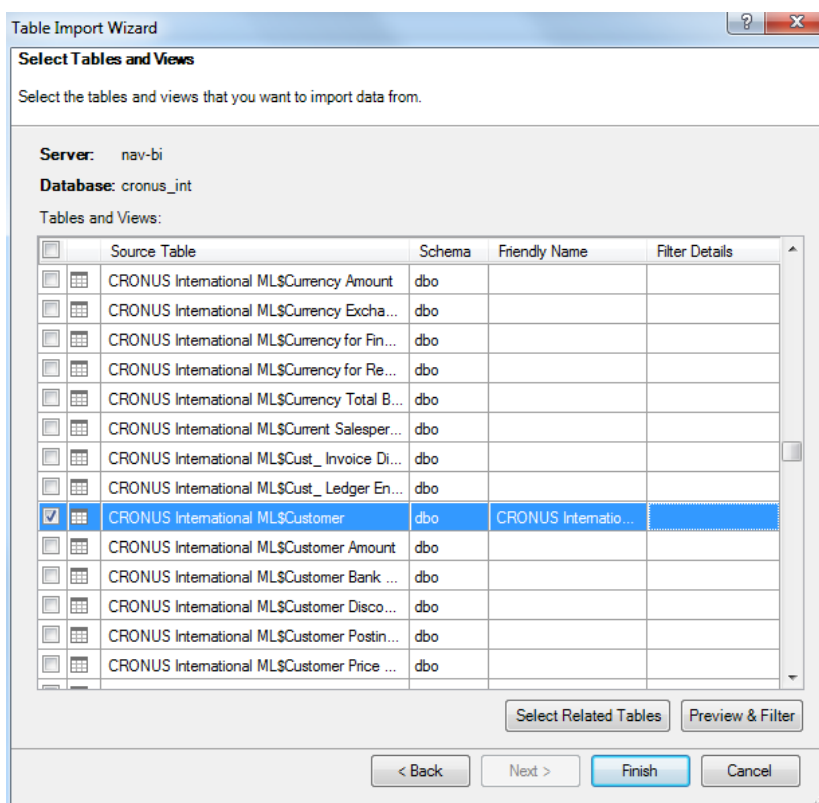 Table Import Wizard
Select Tables and Views
Select the tables and views that you want to import data from.
Server: nav-bi
Database: cronus_int
Tables and Views:
Source Table Schema Friendly Name Filter Details
CRONUS International ML$Currency Amount dbo
CRONUS International ML$Currency Excha... dbo
CRONUS International ML$Currency for Fin... dbo
CRONUS International ML$Currency for Re... dbo
CRONUS International ML$Currency Total B... dbo
CRONUS International ML$Current Salesper... dbo
CRONUS International ML$Cust_ Invoice Di... dbo
CRONUS International ML$Cust_ Ledger En... dbo
CRONUS International ML$Customer dbo CRONUS Internatio...
CRONUS International ML$Customer Amount dbo
CRONUS International ML$Customer Bank ... dbo
CRONUS International ML$Customer Disco... dbo
CRONUS International ML$Customer Postin... dbo
CRONUS International ML$Customer Price ... dbo
Select Related Tables Preview & Filter
< Back Next > Finish Cancel